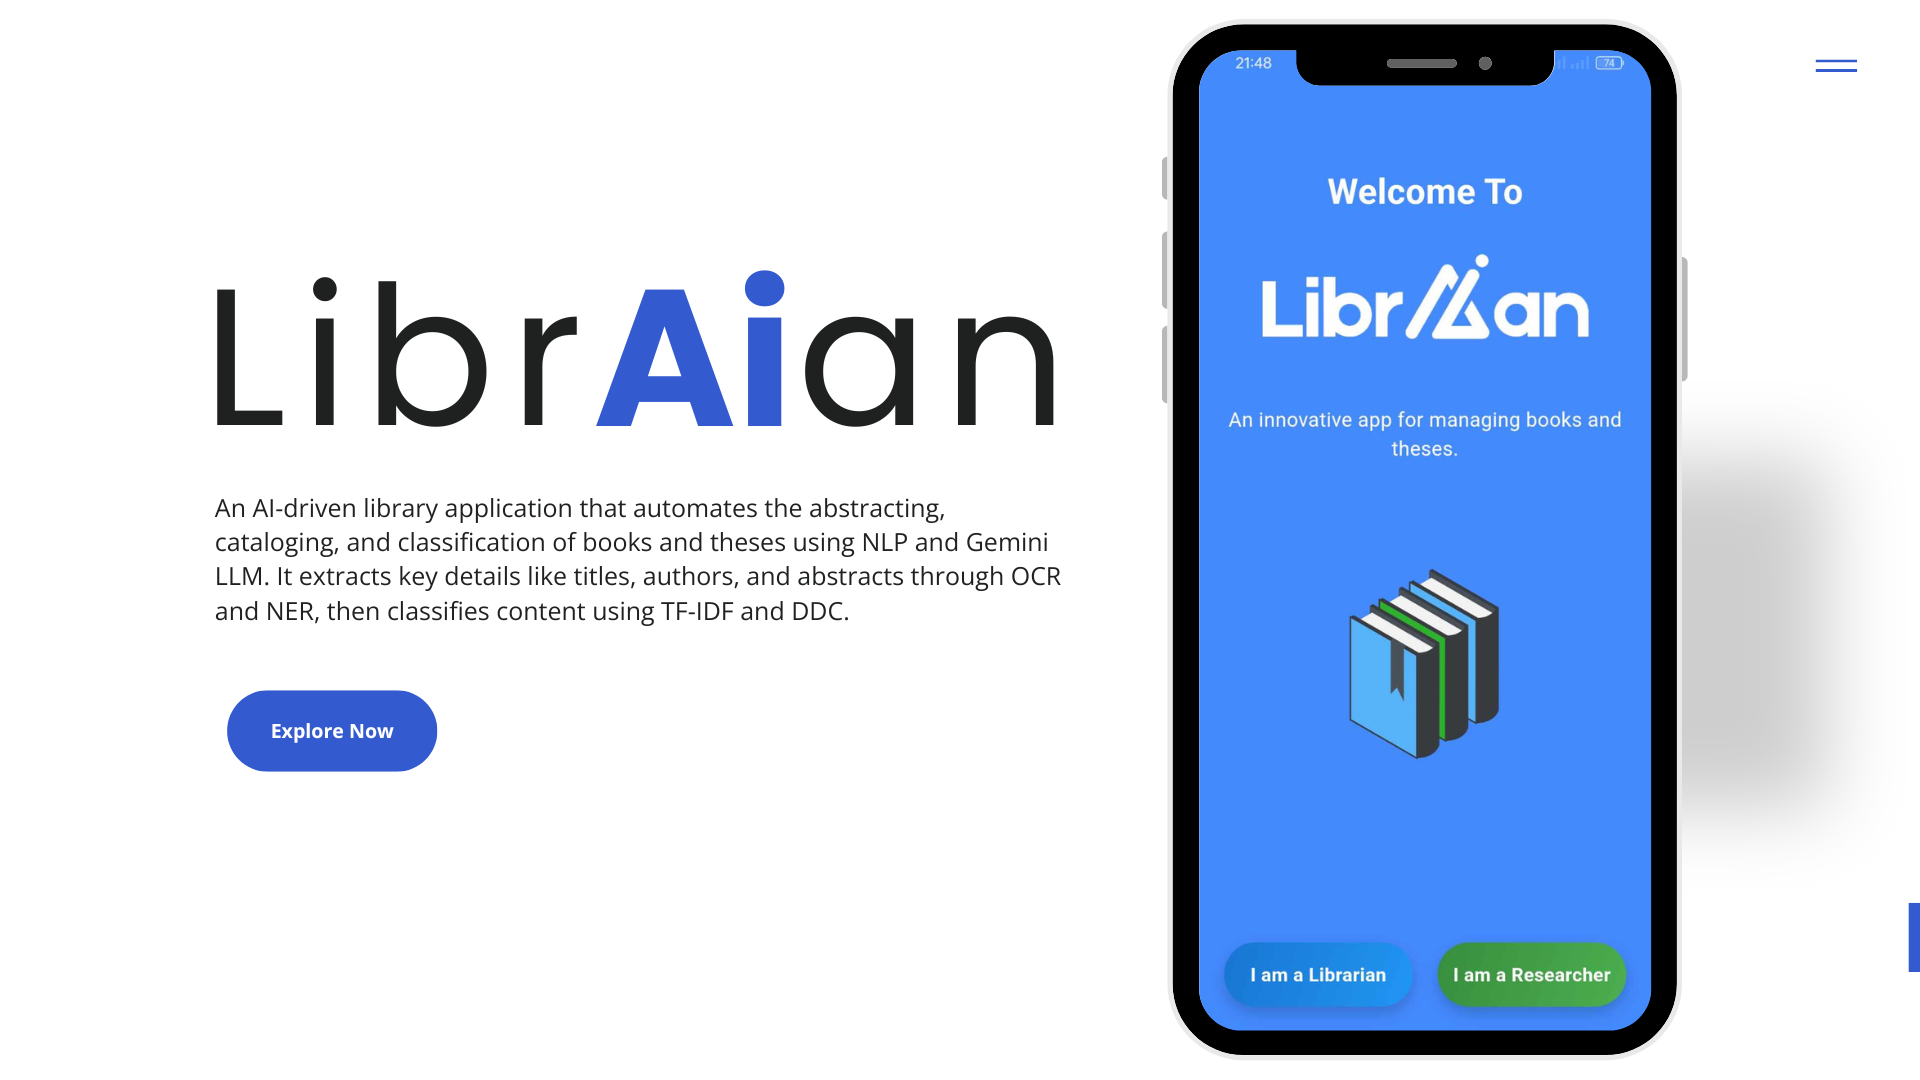 LibrAian
An AI-driven library application that automates the abstracting,
cataloging, and classification of books and theses using NLP and Gemini
LLM. It extracts key details like titles, authors, and abstracts through OCR
and NER, then classifies content using TF-IDF and DDC.
Explore Now
21:48
74
Welcome To
LibrAian
An innovative app for managing books and
theses.
I am a Librarian
I am a Researcher